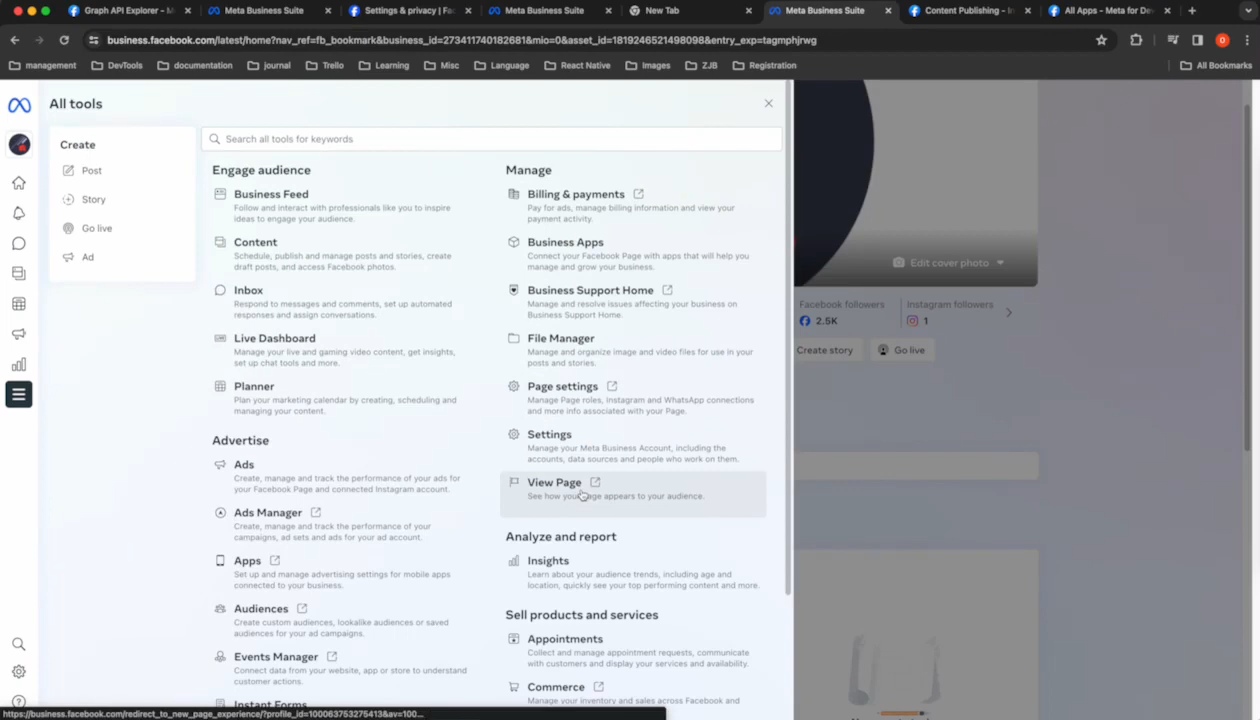 Graph API Explorer - Me
Meta Business Suite
Settings & privacy | Fac
Meta Business Suite
New Tab
Meta Business Suite
Content Publishing - In
All Apps - Meta for Dev
business.facebook.com/latest/home?nav_ref=fb_bookmark&business_id=273411740182681&mio=0&asset_id=1819246521498098&entry_exp=tagmphjrwg
management
DevTools
documentation
journal
Trello
Learning
Misc
Language
React Native
Images
ZJB
Registration
All Bookmarks
All tools
Create
Post
Story
Go live
Ad
Search all tools for keywords
Engage audience
Business Feed
Follow and interact with professionals like you to inspire
ideas to engage your audience.
Content
Schedule, publish and manage posts and stories, create
draft posts, and access Facebook photos.
Inbox
Respond to messages and comments, set up automated
responses and assign conversations.
Live Dashboard
Manage your live and gaming video content, get insights,
set up chat tools and more.
Planner
Plan your marketing calendar by creating, scheduling and
managing your content.
Advertise
Ads
Create, manage and track the performance of your ads for
your Facebook Page and connected Instagram account.
Ads Manager
Create, manage and track the performance of your
campaigns, ad sets and ads for your ad account.
Apps
Set up and manage advertising settings for mobile apps
connected to your business.
Audiences
Create custom audiences, lookalike audiences or saved
audiences for your ad campaigns.
Events Manager
Connect data from your website, app or store to understand
customer actions.
Instant Forms
Manage
Billing & payments
Pay for ads, manage billing information and view your
payment activity.
Business Apps
Connect your Facebook Page with apps that will help you
manage and grow your business.
Business Support Home
Manage and resolve issues affecting your business on
Business Support Home.
File Manager
Manage and organize image and video files for use in your
posts and stories.
Page settings
Manage Page roles, Instagram and WhatsApp connections
and more info associated with your Page.
Settings
Manage your Meta Business Account, including the
accounts, data sources and people who work on them.
View Page
See how your page appears to your audience.
Analyze and report
Insights
Learn about your audience trends, including age and
location, quickly see your top performing content and more.
Sell products and services
Appointments
Collect and manage appointment requests, communicate
with customers and display your services and availability.
Commerce
Manage your inventory and sales across Facebook and
Edit cover photo
Facebook followers
2.5K
Instagram followers
1
Create story
Go live
https://business.facebook.com/redirect_to_new_page_experience/?profile_id=100063753275413&av=100...